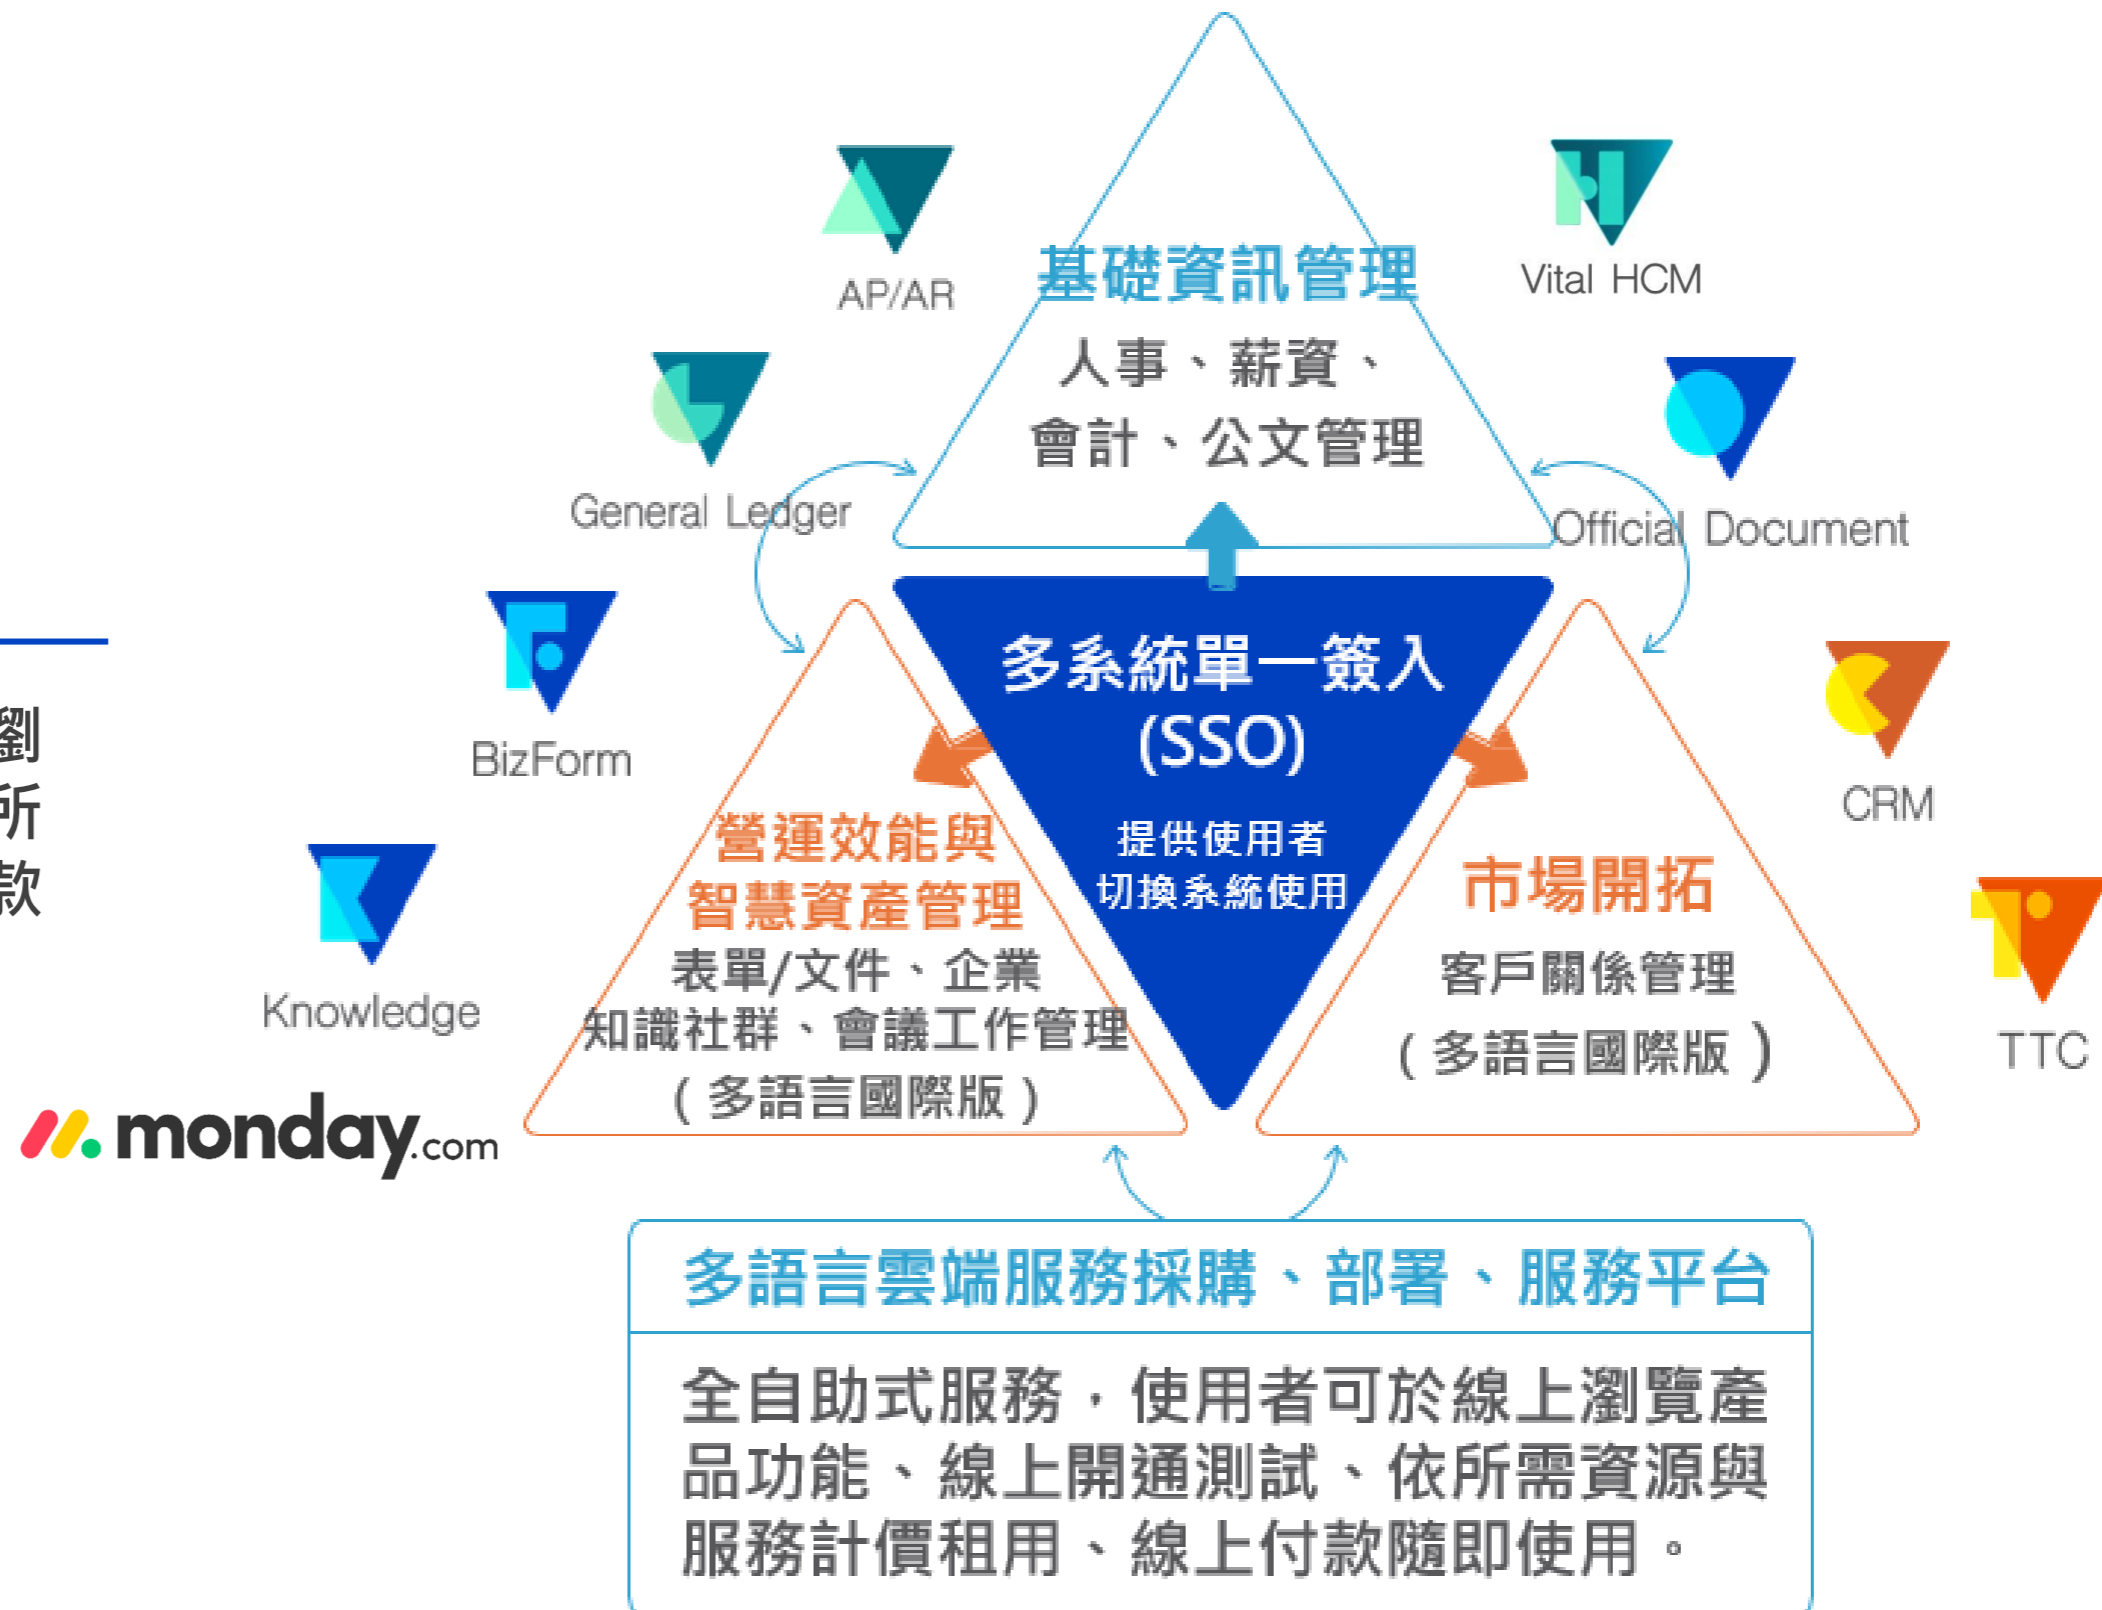 AP/AR
Vital HCM
基礎資訊管理
人事、薪資、
會計、公文管理
General Ledger
Official Document
多系統單一簽入
(SSO)
提供使用者
切換系統使用
BizForm
CRM
劉
所
款
營運效能與
智慧資產管理
表單/文件、企業
知識社群、會議工作管理
(多語言國際版)
市場開拓
客戶關係管理
(多語言國際版)
Knowledge
TTC
monday.com
多語言雲端服務採購、部署、服務平台
全自助式服務，使用者可於線上瀏覽產
品功能、線上開通測試、依所需資源與
服務計價租用、線上付款隨即使用。